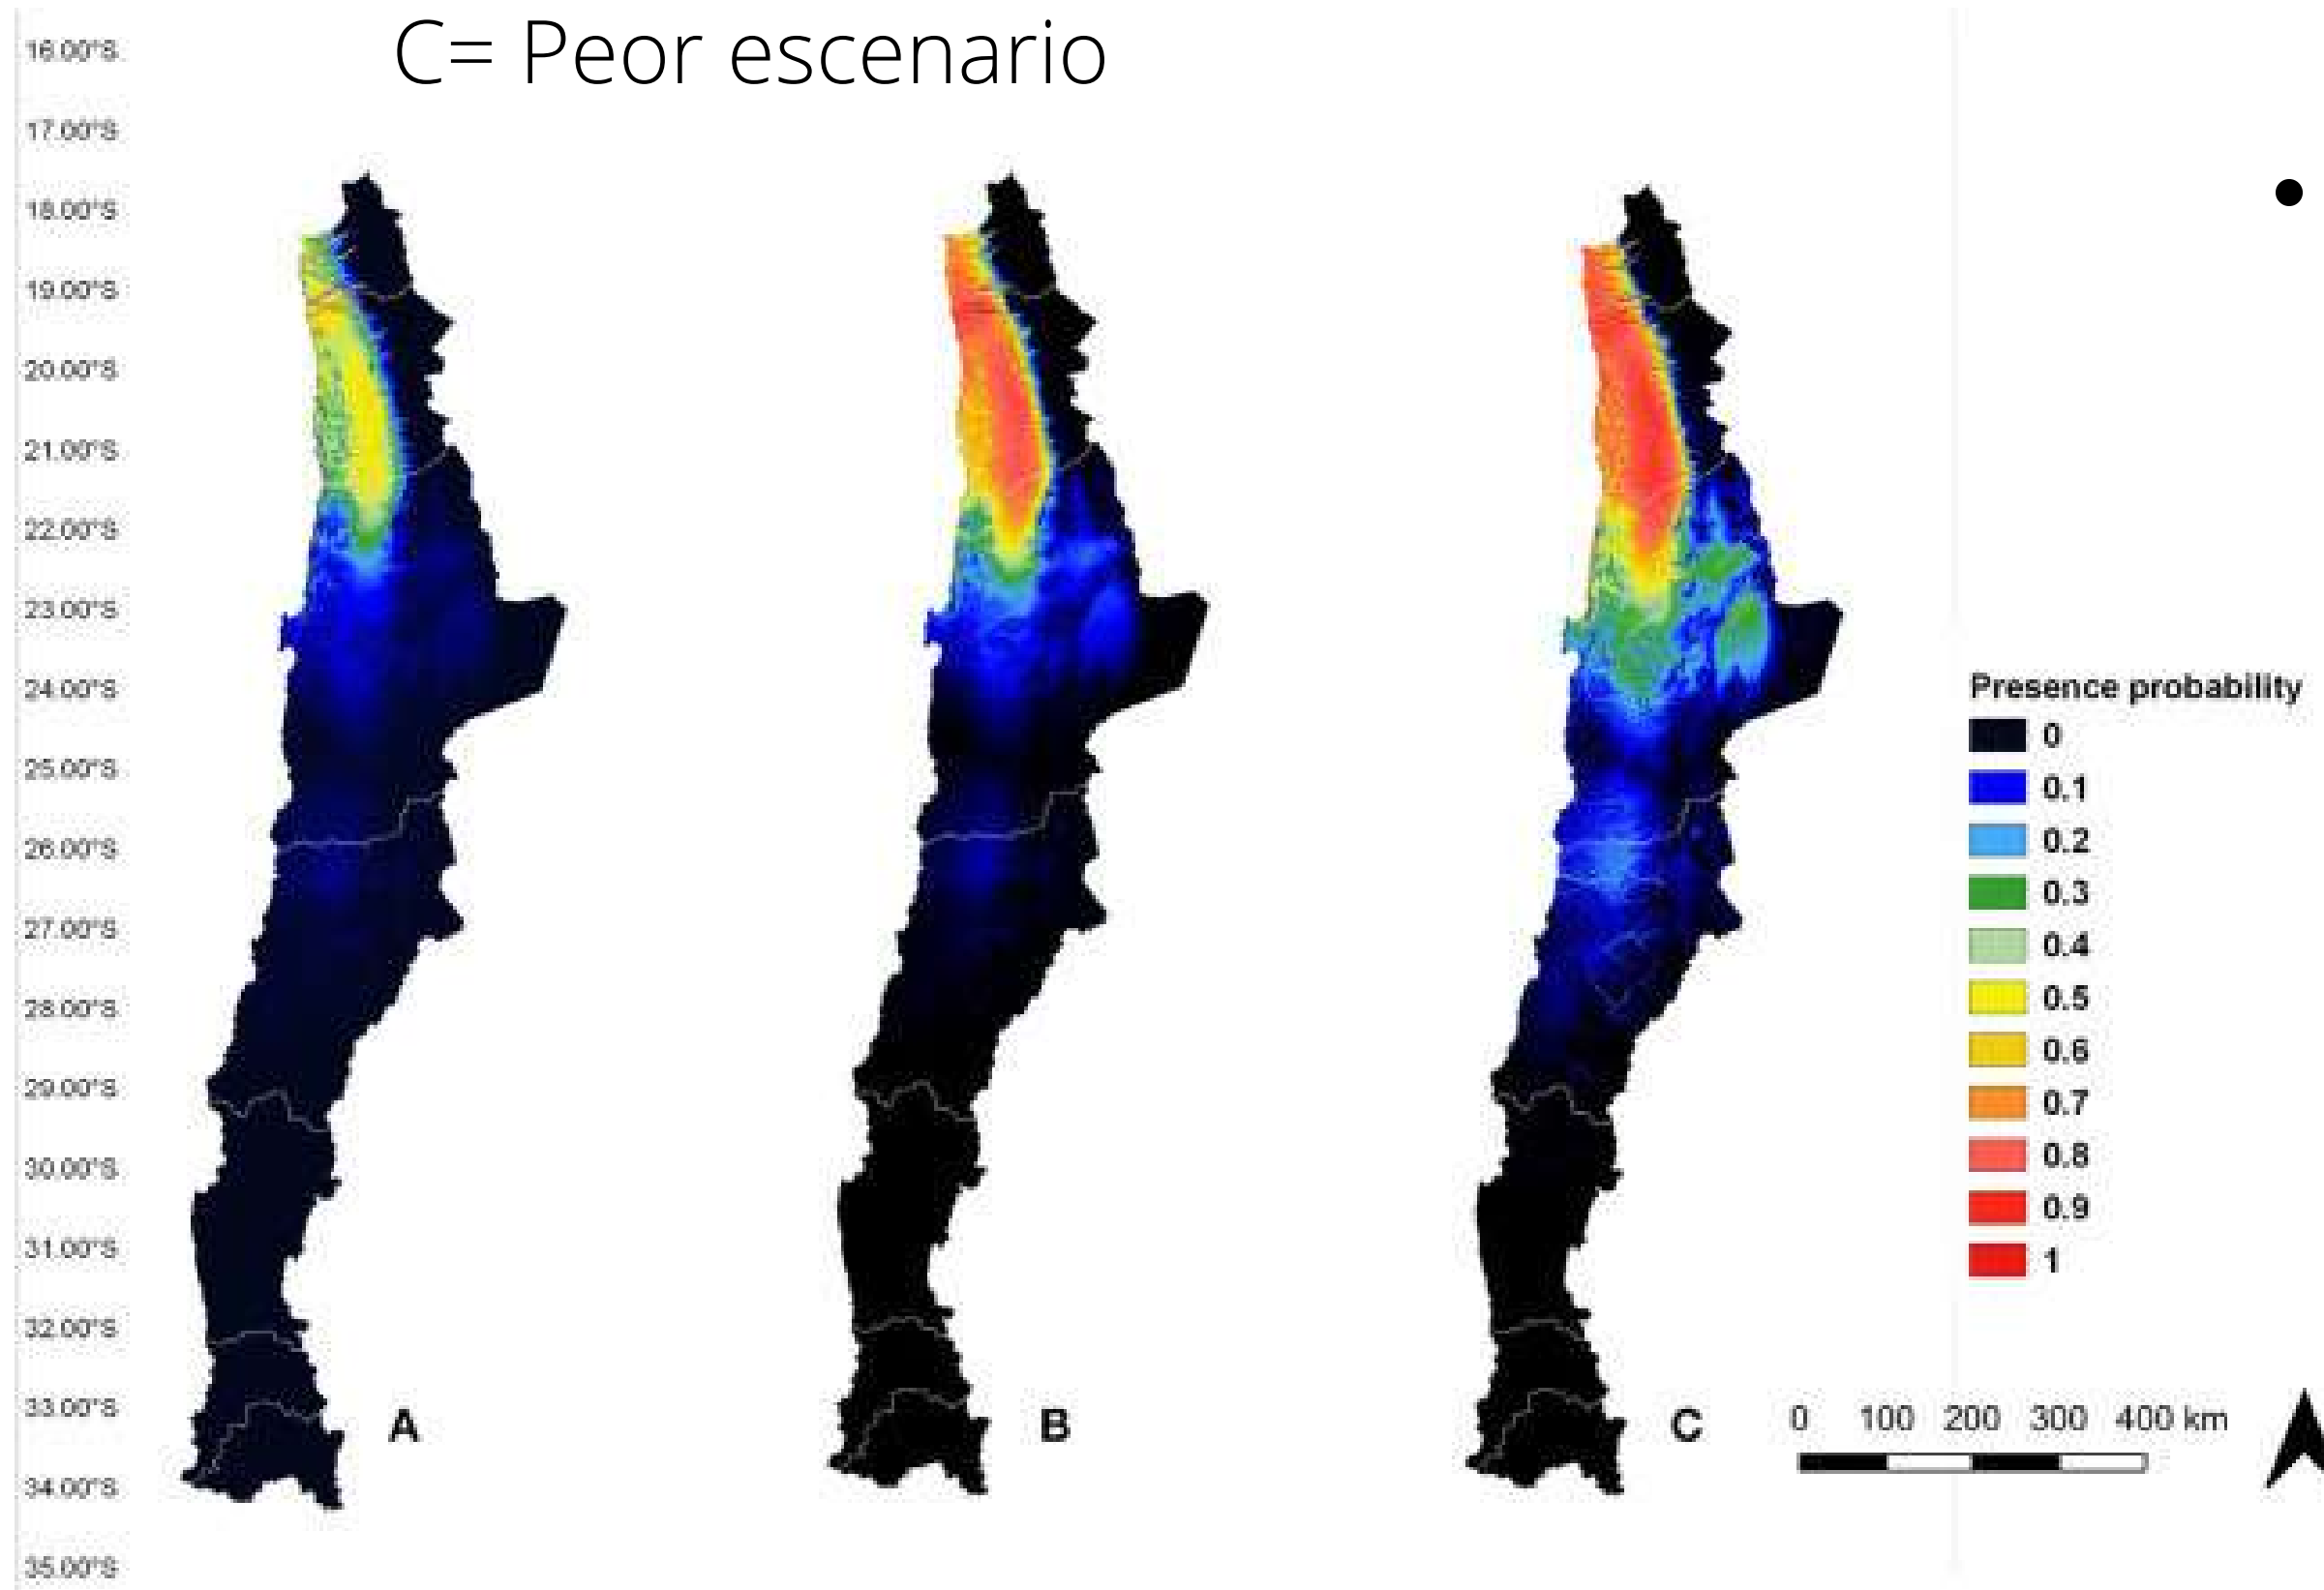 C= Peor escenario
16.00°S
17.00°S
18.00°S
19.00°S
20.00°S
21.00°S
22.00°S
23.00°S
24.00°S
25.00°S
26.00°S
27.00°S
28.00°S
29.00°S
30.00°S
31.00°S
32.00°S
33.00°S
34.00°S
35.00°S
A
B
C
Presence probability
0
0.1
0.2
0.3
0.4
0.5
0.6
0.7
0.8
0.9
1
0 100 200 300 400 km